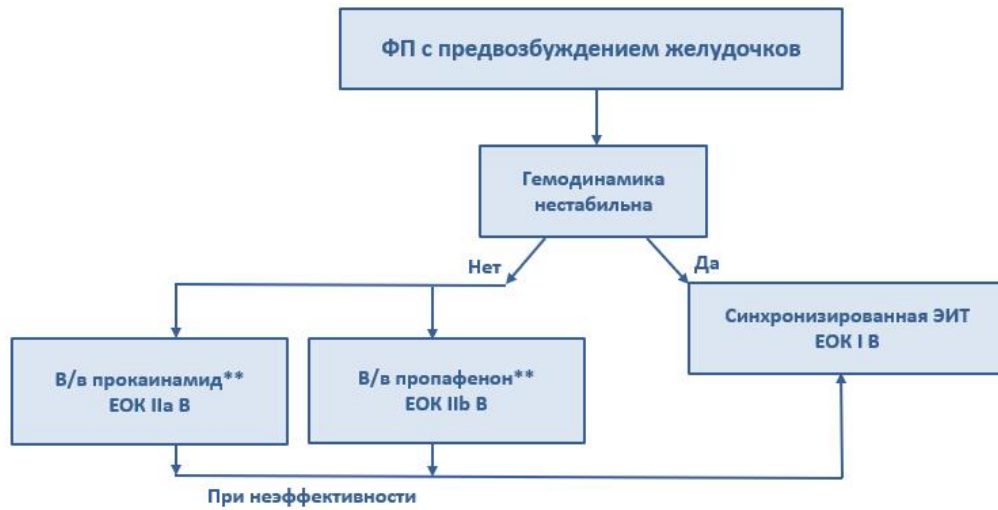 ФП с предвозбуждением желудочков
Гемодинамика
нестабильна
Нет
Да
Синхронизированная ЭИТ
ЕОК I В
В/в прокаинамид**
ЕОК IIa В
В/в пропафенон**
ЕОК IIb В
При неэффективности